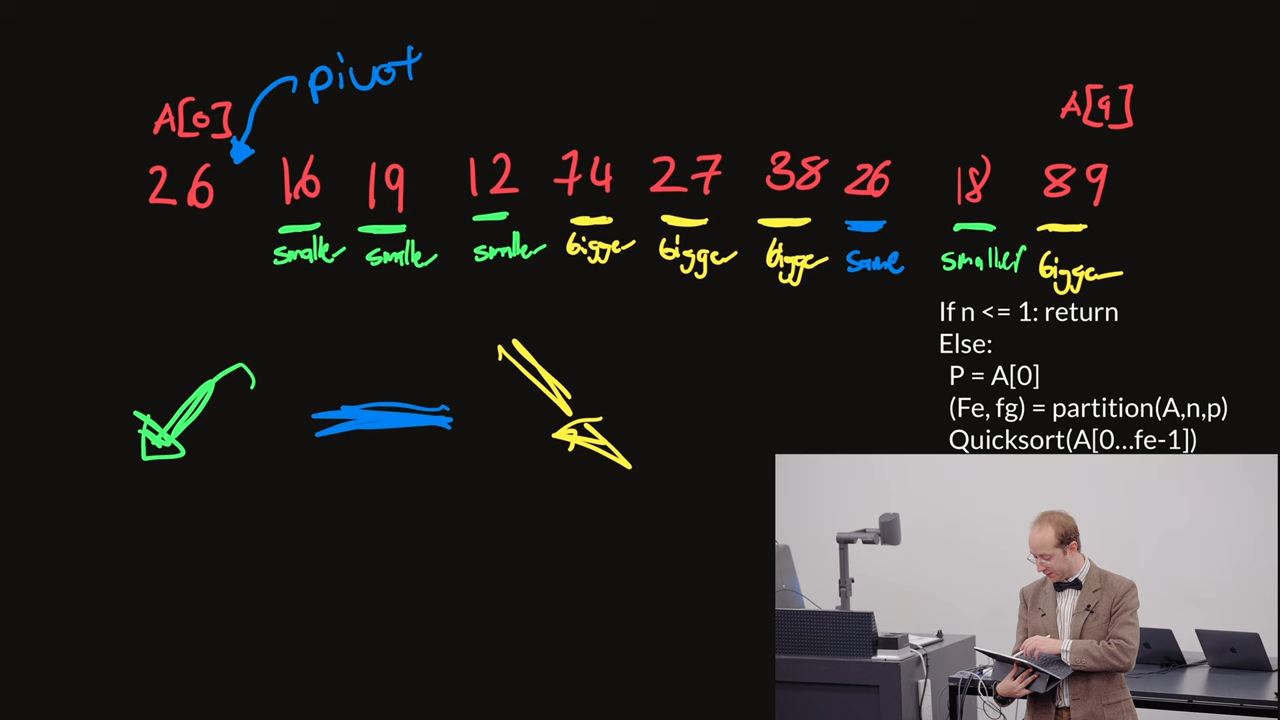 pivot
A[0] A[9]
26 16 19 12 74 27 38 26 18 89
smaller smaller smaller bigger bigger bigger same smaller bigger
If n <= 1: return
Else:
P = A[0]
(Fe, fg) = partition(A,n,p)
Quicksort(A[0...fe-1])